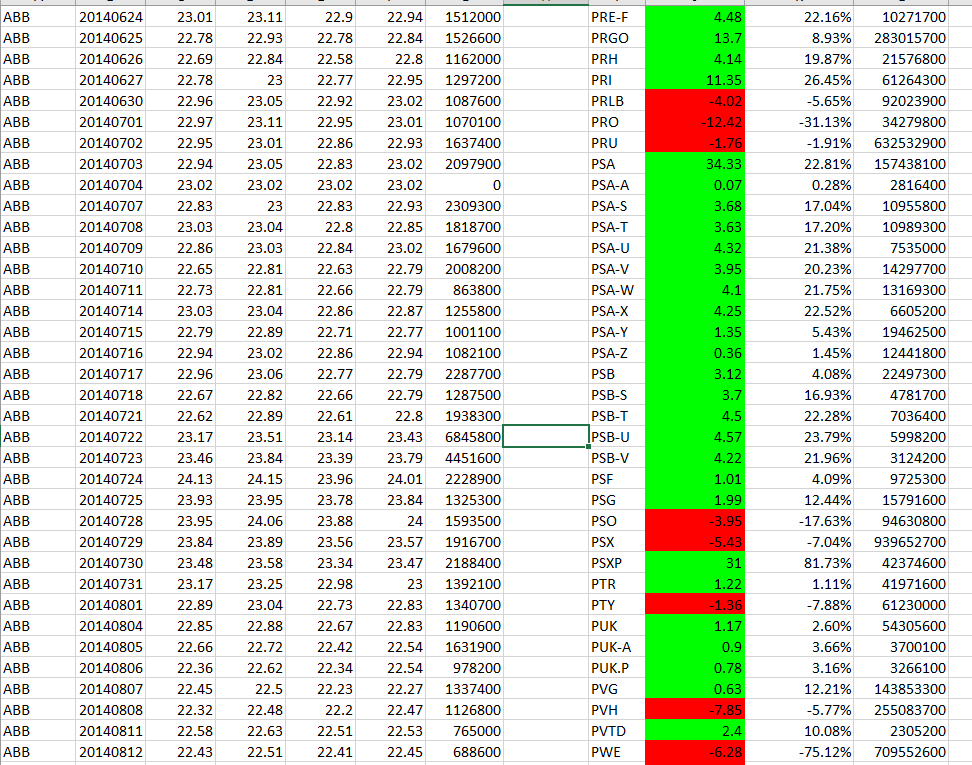 ABB 20140624 23.01 23.11 22.9 22.94 1512000 PRE-F 4.48 22.16% 10271700
ABB 20140625 22.78 22.93 22.78 22.84 1526600 PRGO 13.7 8.93% 283015700
ABB 20140626 22.69 22.84 22.58 22.8 1162000 PRH 4.14 19.87% 21576800
ABB 20140627 22.78 23 22.77 22.95 1297200 PRI 11.35 26.45% 61264300
ABB 20140630 22.96 23.05 22.92 23.02 1087600 PRLB -4.02 -5.65% 92023900
ABB 20140701 22.97 23.11 22.95 23.01 1070100 PRO -12.42 -31.13% 34279800
ABB 20140702 22.95 23.01 22.86 22.93 1637400 PRU -1.76 -1.91% 632532900
ABB 20140703 22.94 23.05 22.83 23.02 2097900 PSA 34.33 22.81% 157438100
ABB 20140704 23.02 23.02 23.02 23.02 0 PSA-A 0.07 0.28% 2816400
ABB 20140707 22.83 23 22.83 22.93 2309300 PSA-S 3.68 17.04% 10955800
ABB 20140708 23.03 23.04 22.8 22.85 1818700 PSA-T 3.63 17.20% 10989300
ABB 20140709 22.86 23.03 22.84 23.02 1679600 PSA-U 4.32 21.38% 7535000
ABB 20140710 22.65 22.81 22.63 22.79 2008200 PSA-V 3.95 20.23% 14297700
ABB 20140711 22.73 22.81 22.66 22.79 863800 PSA-W 4.1 21.75% 13169300
ABB 20140714 23.03 23.04 22.86 22.87 1255800 PSA-X 4.25 22.52% 6605200
ABB 20140715 22.79 22.89 22.71 22.77 1001100 PSA-Y 1.35 5.43% 19462500
ABB 20140716 22.94 23.02 22.86 22.94 1082100 PSA-Z 0.36 1.45% 12441800
ABB 20140717 22.96 23.06 22.77 22.79 2287700 PSB 3.12 4.08% 22497300
ABB 20140718 22.67 22.82 22.66 22.79 1287500 PSB-S 3.7 16.93% 4781700
ABB 20140721 22.62 22.89 22.61 22.8 1938300 PSB-T 4.5 22.28% 7036400
ABB 20140722 23.17 23.51 23.14 23.43 6845800 PSB-U 4.57 23.79% 5998200
ABB 20140723 23.46 23.84 23.39 23.79 4451600 PSB-V 4.22 21.96% 3124200
ABB 20140724 24.13 24.15 23.96 24.01 2228900 PSF 1.01 4.09% 9725300
ABB 20140725 23.93 23.95 23.78 23.84 1325300 PSG 1.99 12.44% 15791600
ABB 20140728 23.95 24.06 23.88 24 1593500 PSO -3.95 -17.63% 94630800
ABB 20140729 23.84 23.89 23.56 23.57 1916700 PSX -5.43 -7.04% 939652700
ABB 20140730 23.48 23.58 23.34 23.47 2188400 PSXP 31 81.73% 42374600
ABB 20140731 23.17 23.25 22.98 23 1392100 PTR 1.22 1.11% 41971600
ABB 20140801 22.89 23.04 22.73 22.83 1340700 PTY -1.36 -7.88% 61230000
ABB 20140804 22.85 22.88 22.67 22.83 1190600 PUK 1.17 2.60% 54305600
ABB 20140805 22.66 22.72 22.42 22.54 1631900 PUK-A 0.9 3.66% 3700100
ABB 20140806 22.36 22.62 22.34 22.54 978200 PUK.P 0.78 3.16% 3266100
ABB 20140807 22.45 22.5 22.23 22.27 1337400 PVG 0.63 12.21% 143853300
ABB 20140808 22.32 22.48 22.2 22.47 1126800 PVH -7.85 -5.77% 255083700
ABB 20140811 22.58 22.63 22.51 22.53 765000 PVTD 2.4 10.08% 2305200
ABB 20140812 22.43 22.51 22.41 22.45 688600 PWE -6.28 -75.12% 709552600